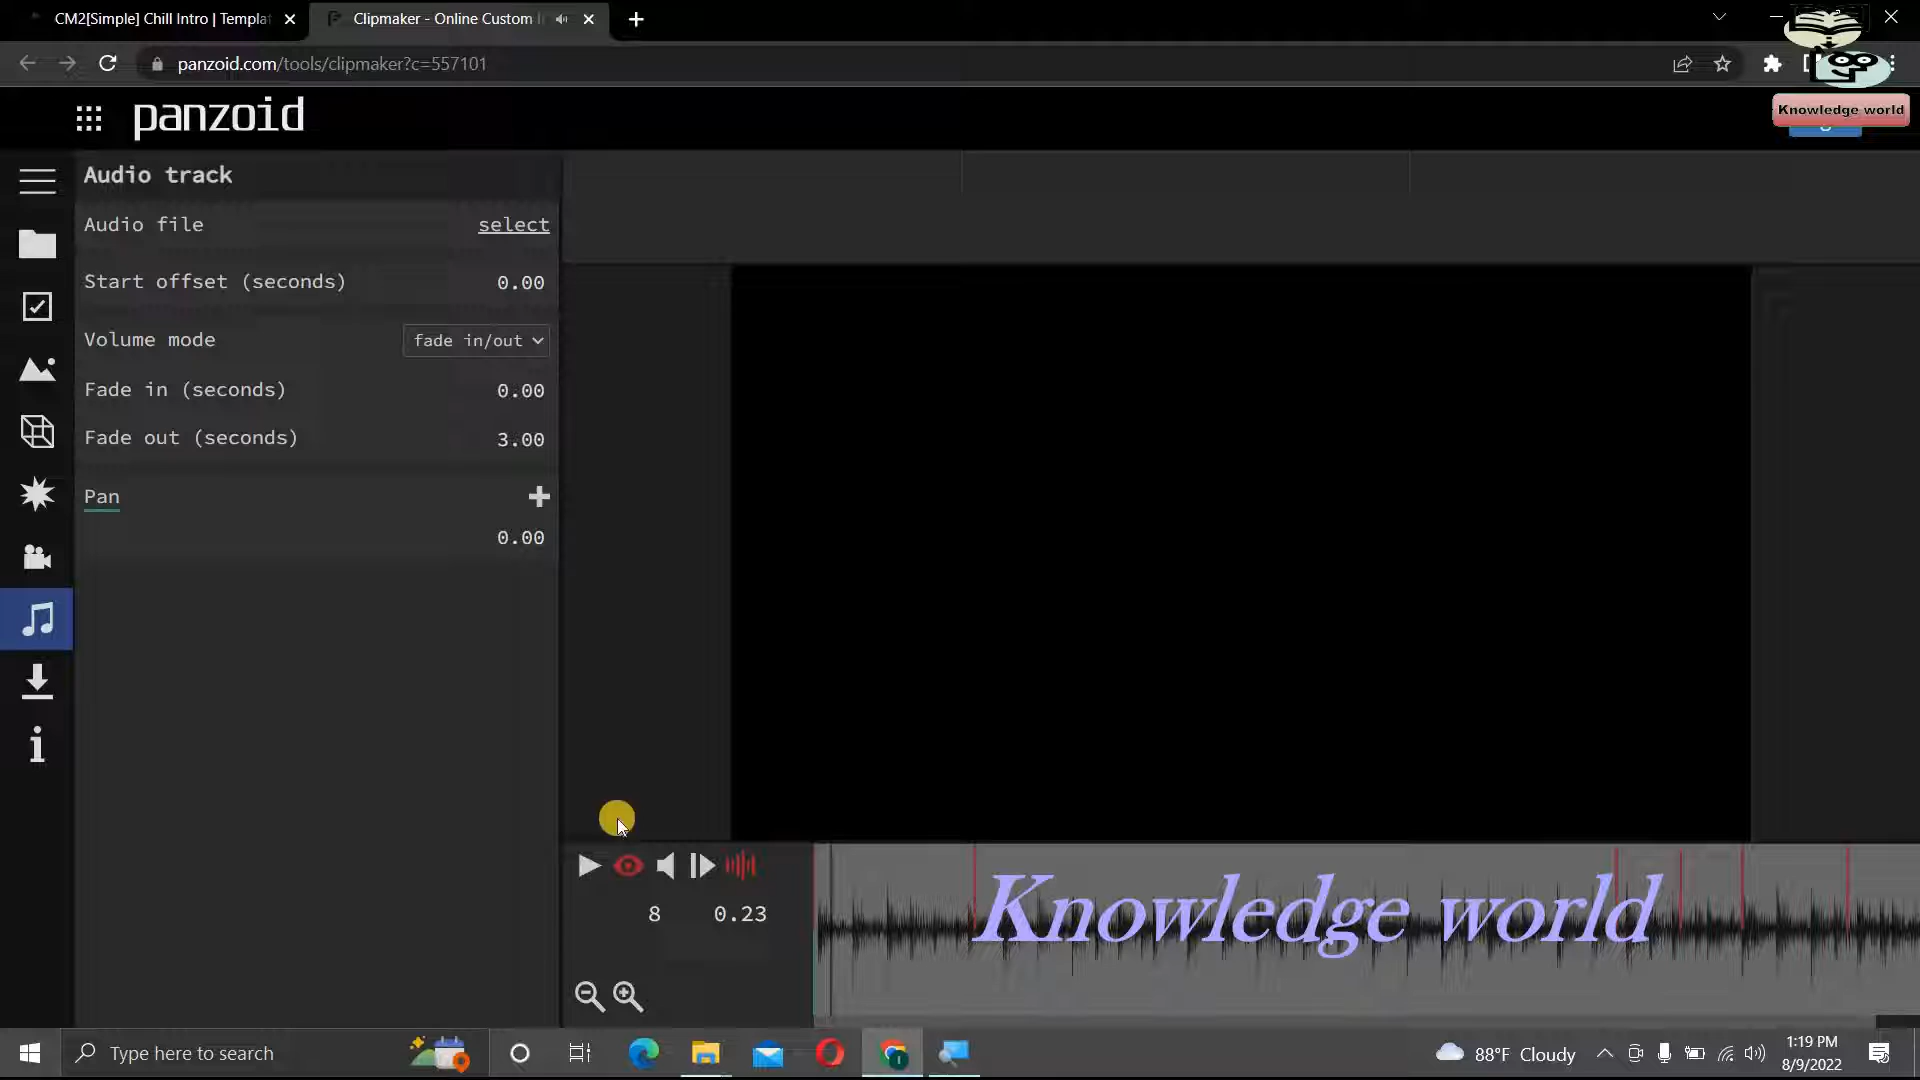 CM2[Simple] Chill Intro | Templa
Clipmaker - Online Custom I
panzoid.com/tools/clipmaker?c=557101
panzoid
Knowledge world
Audio track
Audio file select
Start offset (seconds) 0.00
Volume mode fade in/out
Fade in (seconds) 0.00
Fade out (seconds) 3.00
Pan
0.00
8 0.23
Knowledge world
Type here to search
88°F Cloudy
1:19 PM
8/9/2022